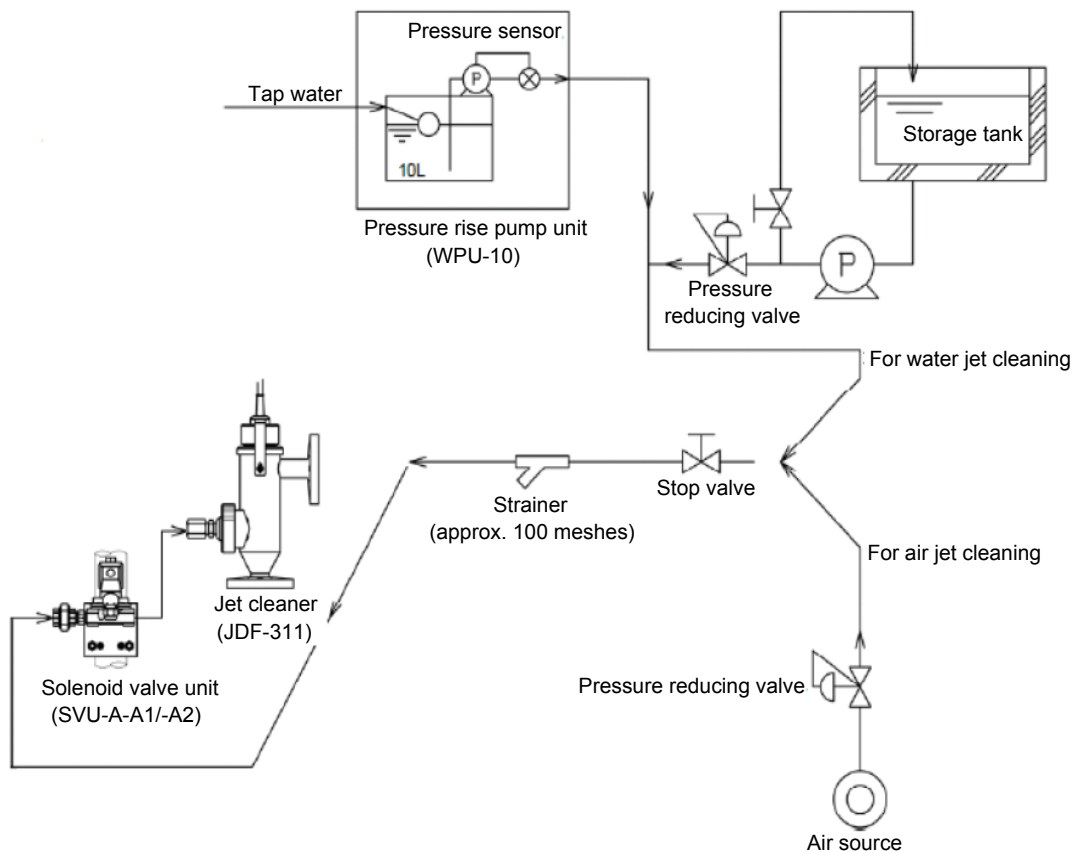 Pressure sensor
P
Tap water
10L
Pressure rise pump unit
(WPU-10)
Storage tank
P
Pressure
reducing valve
For water jet cleaning
Stop valve
Strainer
(approx. 100 meshes)
For air jet cleaning
Jet cleaner
(JDF-311)
Solenoid valve unit
(SVU-A-A1/-A2)
Pressure reducing valve
Air source